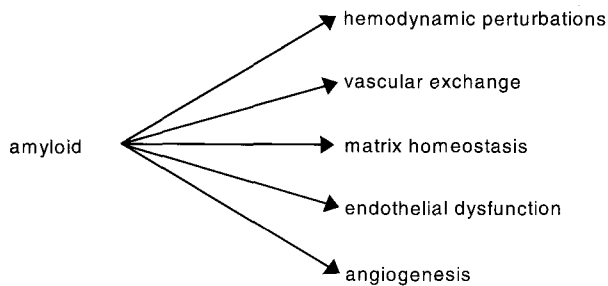 hemodynamic perturbations
vascular exchange
amyloid
matrix homeostasis
endothelial dysfunction
angiogenesis